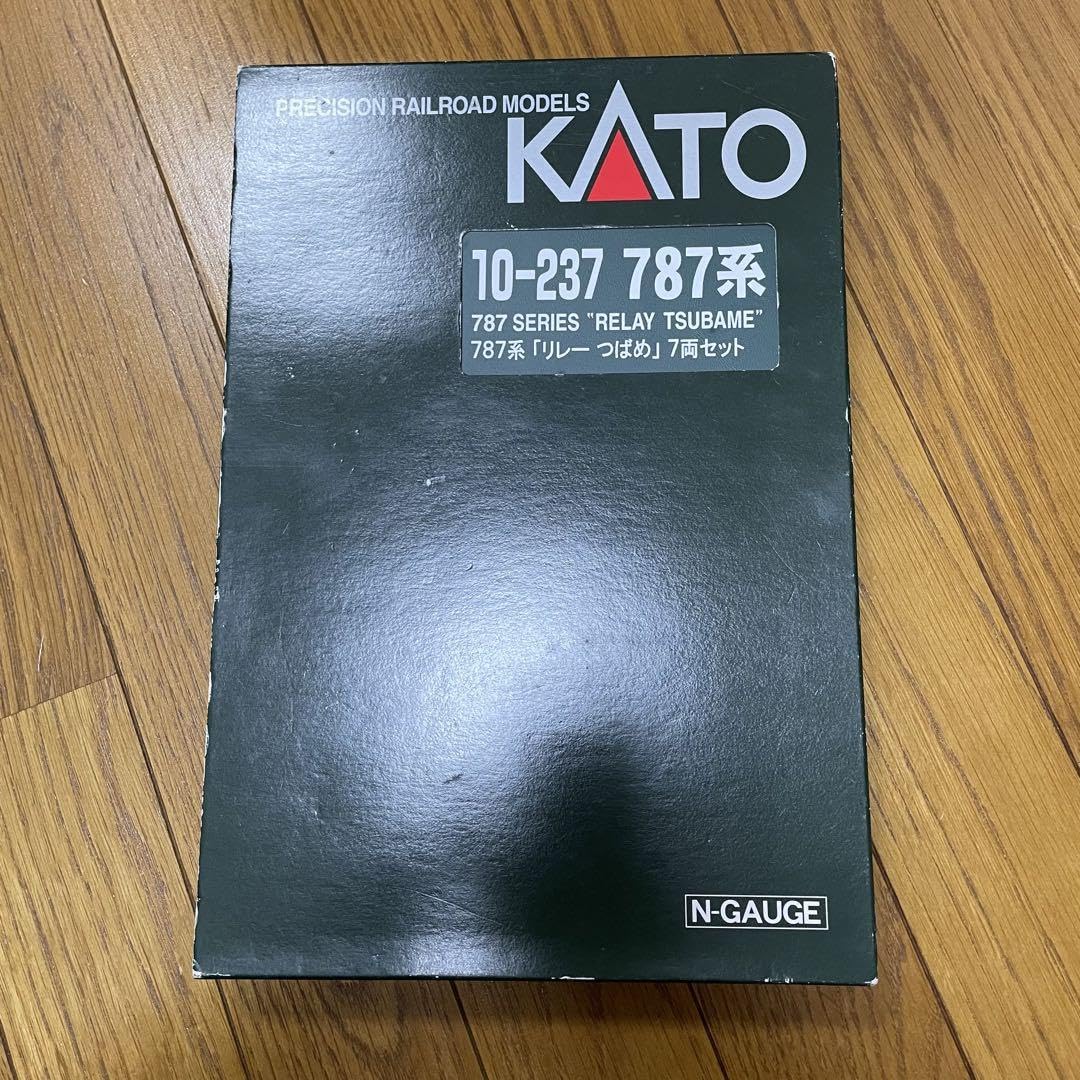 PRECISION RAILROAD MODELS
KATO
10-237 787系
787 SERIES "RELAY TSUBAME"
787系「リレー つばめ」7両セット
N-GAUGE